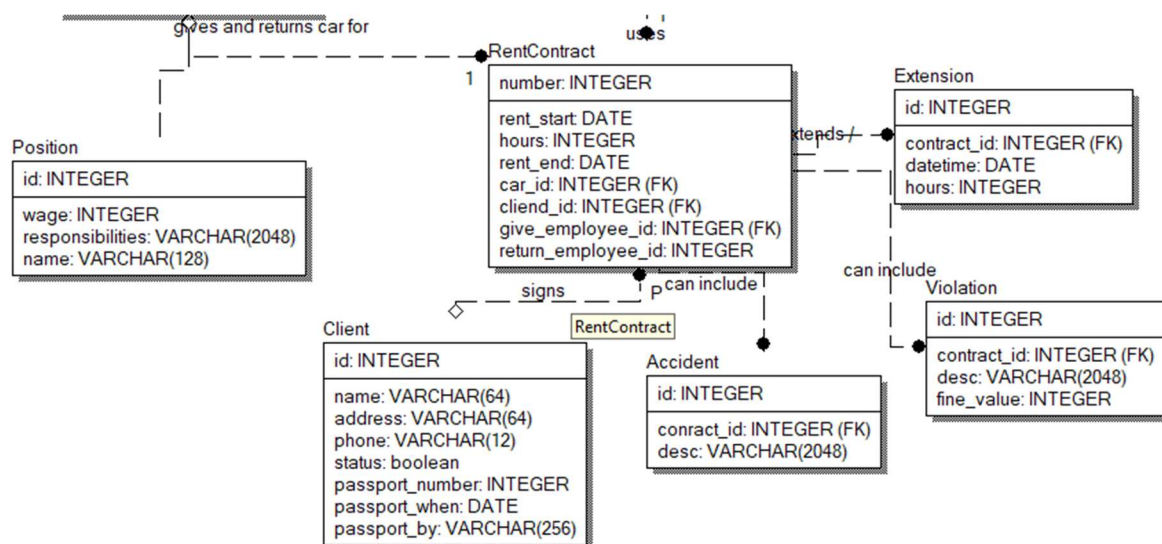 gives and returns car for
uses
RentContract
1
number: INTEGER
rent_start: DATE
hours: INTEGER
rent_end: DATE
car_id: INTEGER (FK)
cliend_id: INTEGER (FK)
give_employee_id: INTEGER (FK)
return_employee_id: INTEGER
Extension
id: INTEGER
contract_id: INTEGER (FK)
datetime: DATE
hours: INTEGER
xtends /
Position
id: INTEGER
wage: INTEGER
responsibilities: VARCHAR(2048)
name: VARCHAR(128)
signs
P
can include
can include
RentContract
Client
id: INTEGER
name: VARCHAR(64)
address: VARCHAR(64)
phone: VARCHAR(12)
status: boolean
passport_number: INTEGER
passport_when: DATE
passport_by: VARCHAR(256)
Accident
id: INTEGER
conract_id: INTEGER (FK)
desc: VARCHAR(2048)
Violation
id: INTEGER
contract_id: INTEGER (FK)
desc: VARCHAR(2048)
fine_value: INTEGER